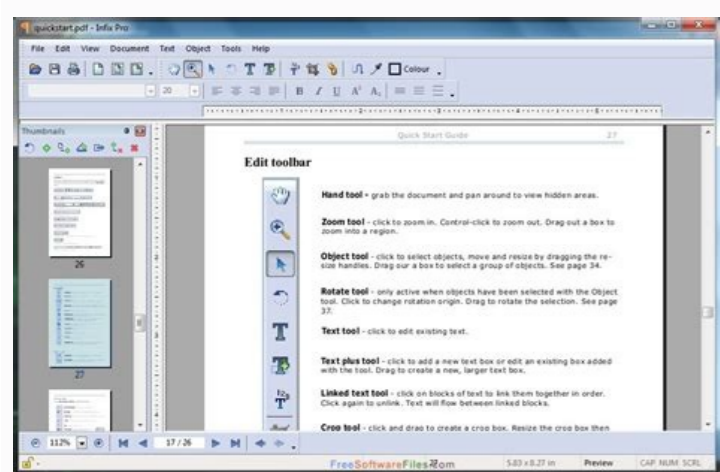 quickstart.pdf - Infix Pro
File Edit View Document Text Object Tools Help
Colour
20
B I U
Thumbnails
Quick Start Guide 27
Edit toolbar
Hand tool - grab the document and pan around to view hidden areas.
Zoom tool - click to zoom in. Control-click to zoom out. Drag out a box to
zoom into a region.
Object tool - click to select objects, move and resize by dragging the re-
size handles. Drag our a box to select a group of objects. See page 34.
Rotate tool - only active when objects have been selected with the Object
tool. Click to change rotation origin. Drag to rotate the selection. See page
37.
Text tool - click to edit existing text.
Text plus tool - click to add a new text box or edit an existing box added
with the tool. Drag to create a new, larger text box.
Linked text tool - click on blocks of text to link them together in order.
Click again to unlink. Text will flow between linked blocks.
Crop tool - click and drag to create a crop box. Resize the crop box then
26
27
112% 17 / 26
5.83 x 8.27 in Preview CAP NUM SCRL